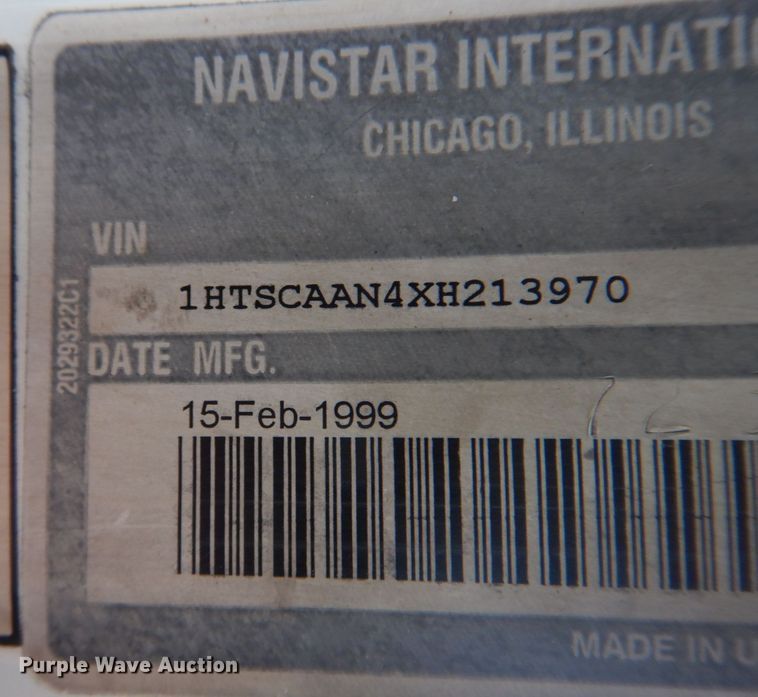 NAVISTAR INTERNATI
CHICAGO, ILLINOIS
VIN
1HTSCAAN4XH213970
2029322C1
DATE MFG.
15-Feb-1999
MADE IN U
Purple Wave Auction